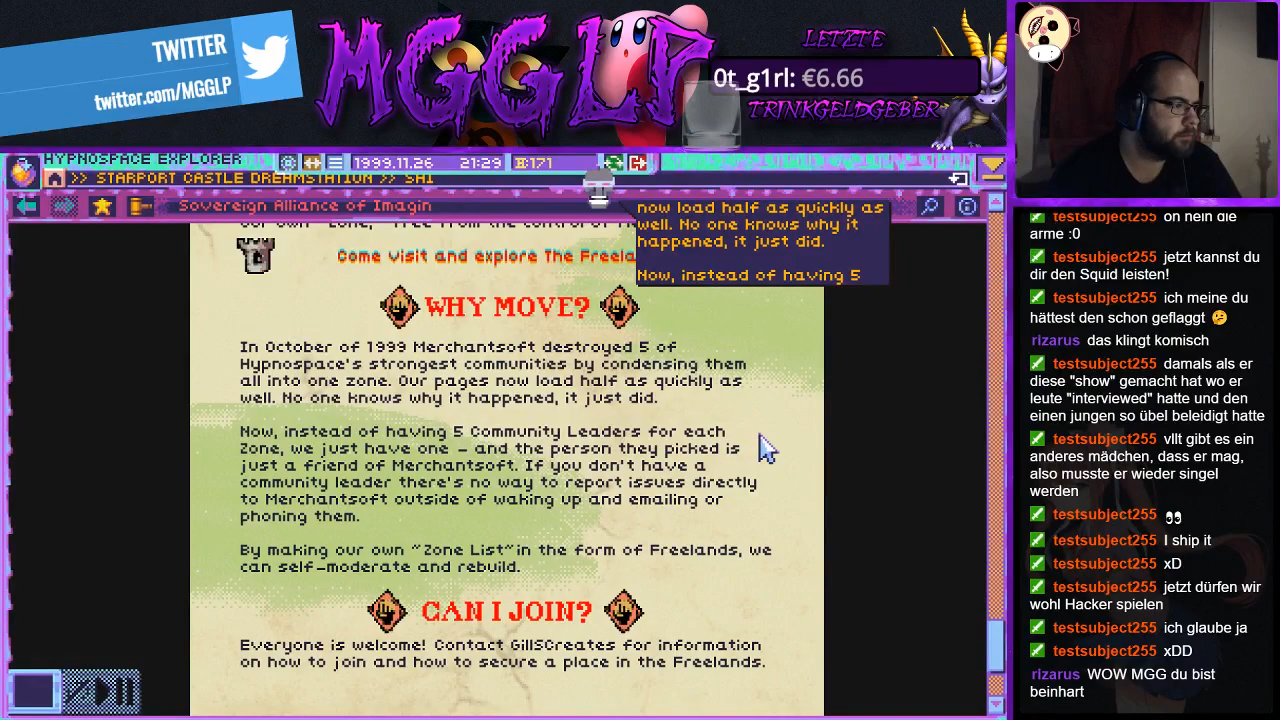 TWITTER
twitter.com/MGGLP
MGGLP
LETZTE
0t_g1rl: €6.66
TRINKGELDGEBER
HYPNOSPACE EXPLORER
1999.11.26 21:29
171
>> STARPORT CASTLE DREAMSTATION >> SAI
Sovereign Alliance of Imagin
now load half as quickly as
well. No one knows why it
happened, it just did.
Now, instead of having 5
Come visit and explore The Freela
WHY MOVE?
In October of 1999 Merchantsoft destroyed 5 of
Hypnospace's strongest communities by condensing them
all into one zone. Our pages now load half as quickly as
well. No one knows why it happened, it just did.
Now, instead of having 5 Community Leaders for each
Zone, we just have one - and the person they picked is
just a friend of Merchantsoft. If you don't have a
community leader there's no way to report issues directly
to Merchantsoft outside of waking up and emailing or
phoning them.
By making our own "Zone List"in the form of Freelands, we
can self-moderate and rebuild.
CAN I JOIN?
Everyone is welcome! Contact GillSCreates for information
on how to join and how to secure a place in the Freelands.
testsubject255 oh nein die
arme :0
testsubject255 jetzt kannst du
dir den Squid leisten!
testsubject255 ich meine du
hättest den schon geflaggt
rizarus das klingt komisch
testsubject255 damals als er
diese "show" gemacht hat wo er
leute "interviewed" hatte und den
einen jungen so übel beleidigt hatte
testsubject255 vllt gibt es ein
anderes mädchen, dass er mag,
also musste er wieder singel
werden
testsubject255
testsubject255 I ship it
testsubject255 xD
testsubject255 jetzt dürfen wir
wohl Hacker spielen
testsubject255 ich glaube ja
testsubject255 xDD
rizarus WOW MGG du bist
beinhart